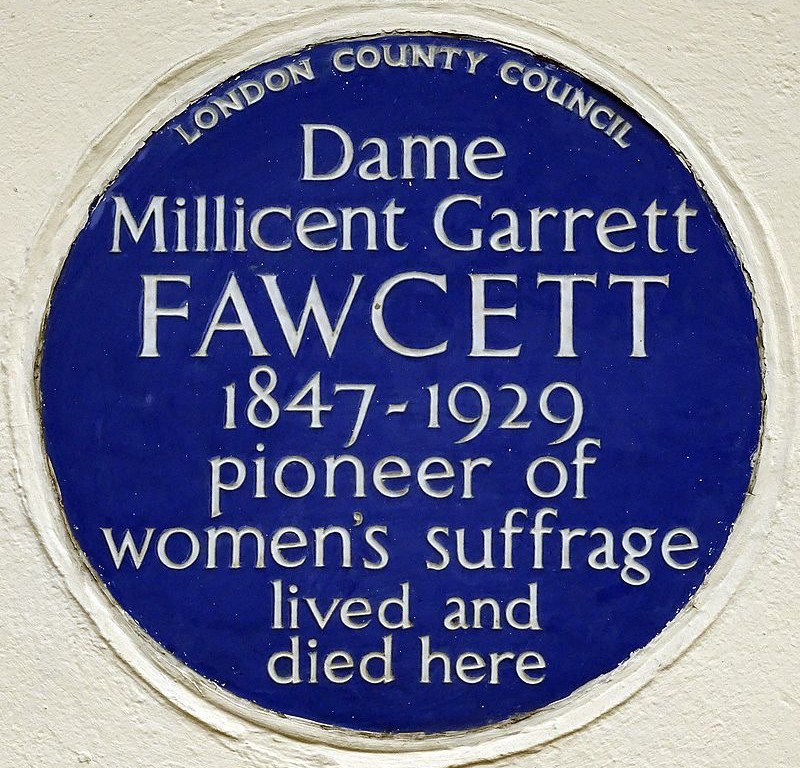 LONDON COUNTY COUNCIL
Dame
Millicent Garrett
FAWCETT
1847-1929
pioneer of
women's suffrage
lived and
died here